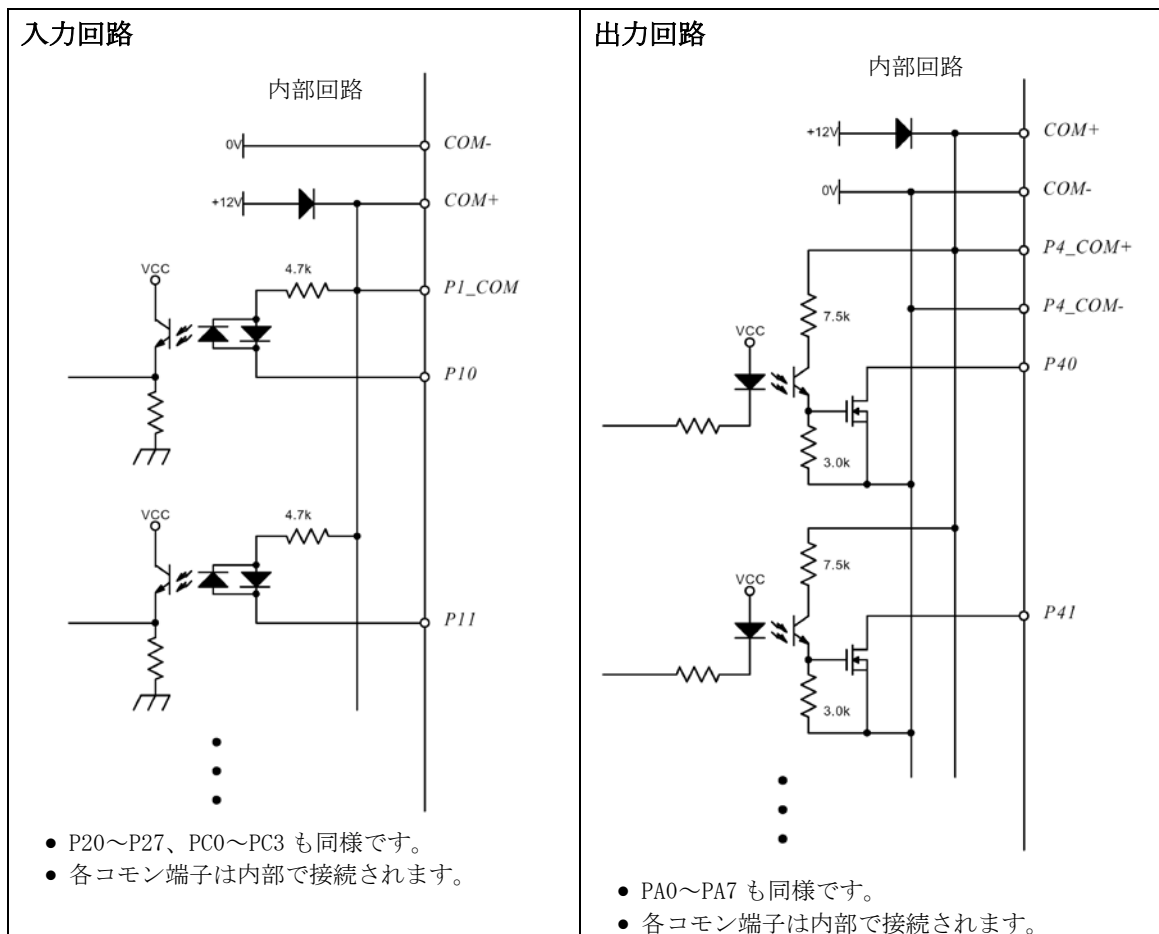 入力回路
内部回路
0V
COM-
+12V
COM+
VCC
4.7k
P1_COM
P10
VCC
4.7k
P11
● P20～P27、PC0～PC3 も同様です。
● 各コモン端子は内部で接続されます。
出力回路
内部回路
+12V
COM+
0V
COM-
P4_COM+
7.5k
P4_COM-
VCC
P40
3.0k
7.5k
VCC
P41
3.0k
● PA0～PA7 も同様です。
● 各コモン端子は内部で接続されます。